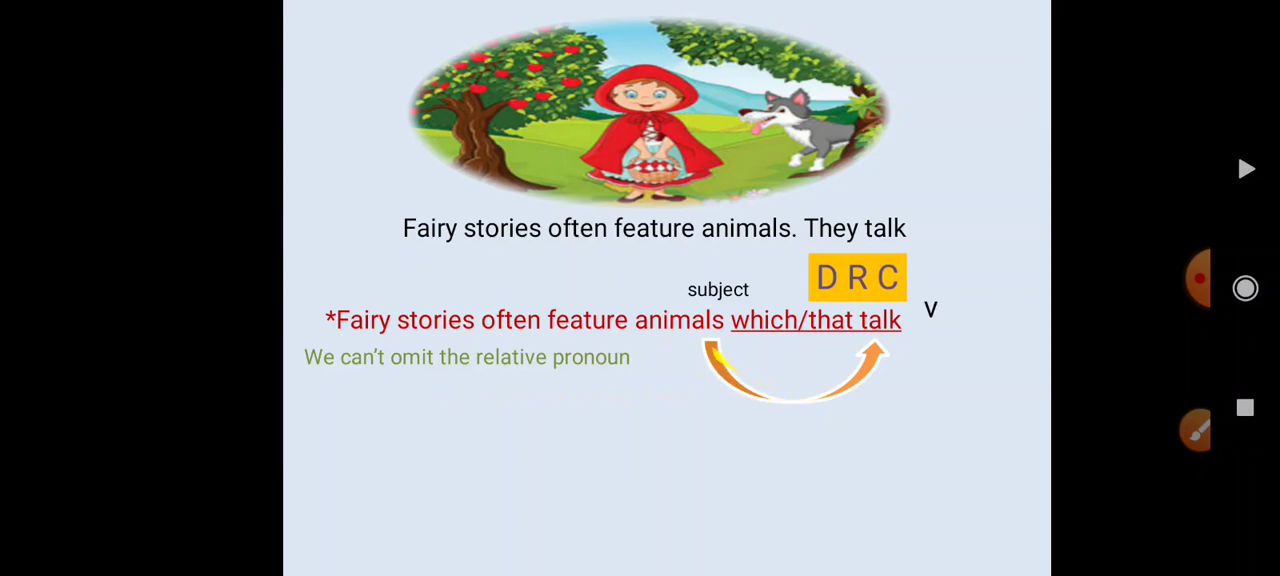 Fairy stories often feature animals. They talk
D R C
subject
v
*Fairy stories often feature animals which/that talk
We can’t omit the relative pronoun